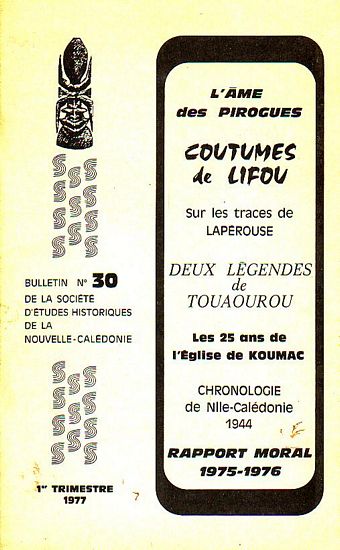 BULLETIN N° 30
DE LA SOCIÉTÉ
D'ÉTUDES HISTORIQUES
DE LA
NOUVELLE-CALÉDONIE
1er TRIMESTRE
1977
L'ÂME
des PIROGUES
COUTUMES
de LIFOU
Sur les traces de
LAPÉROUSE
DEUX LÉGENDES
de
TOUAOUROU
Les 25 ans de
l'Église de KOUMAC
CHRONOLOGIE
de Nlle-Calédonie
1944
RAPPORT MORAL
1975-1976